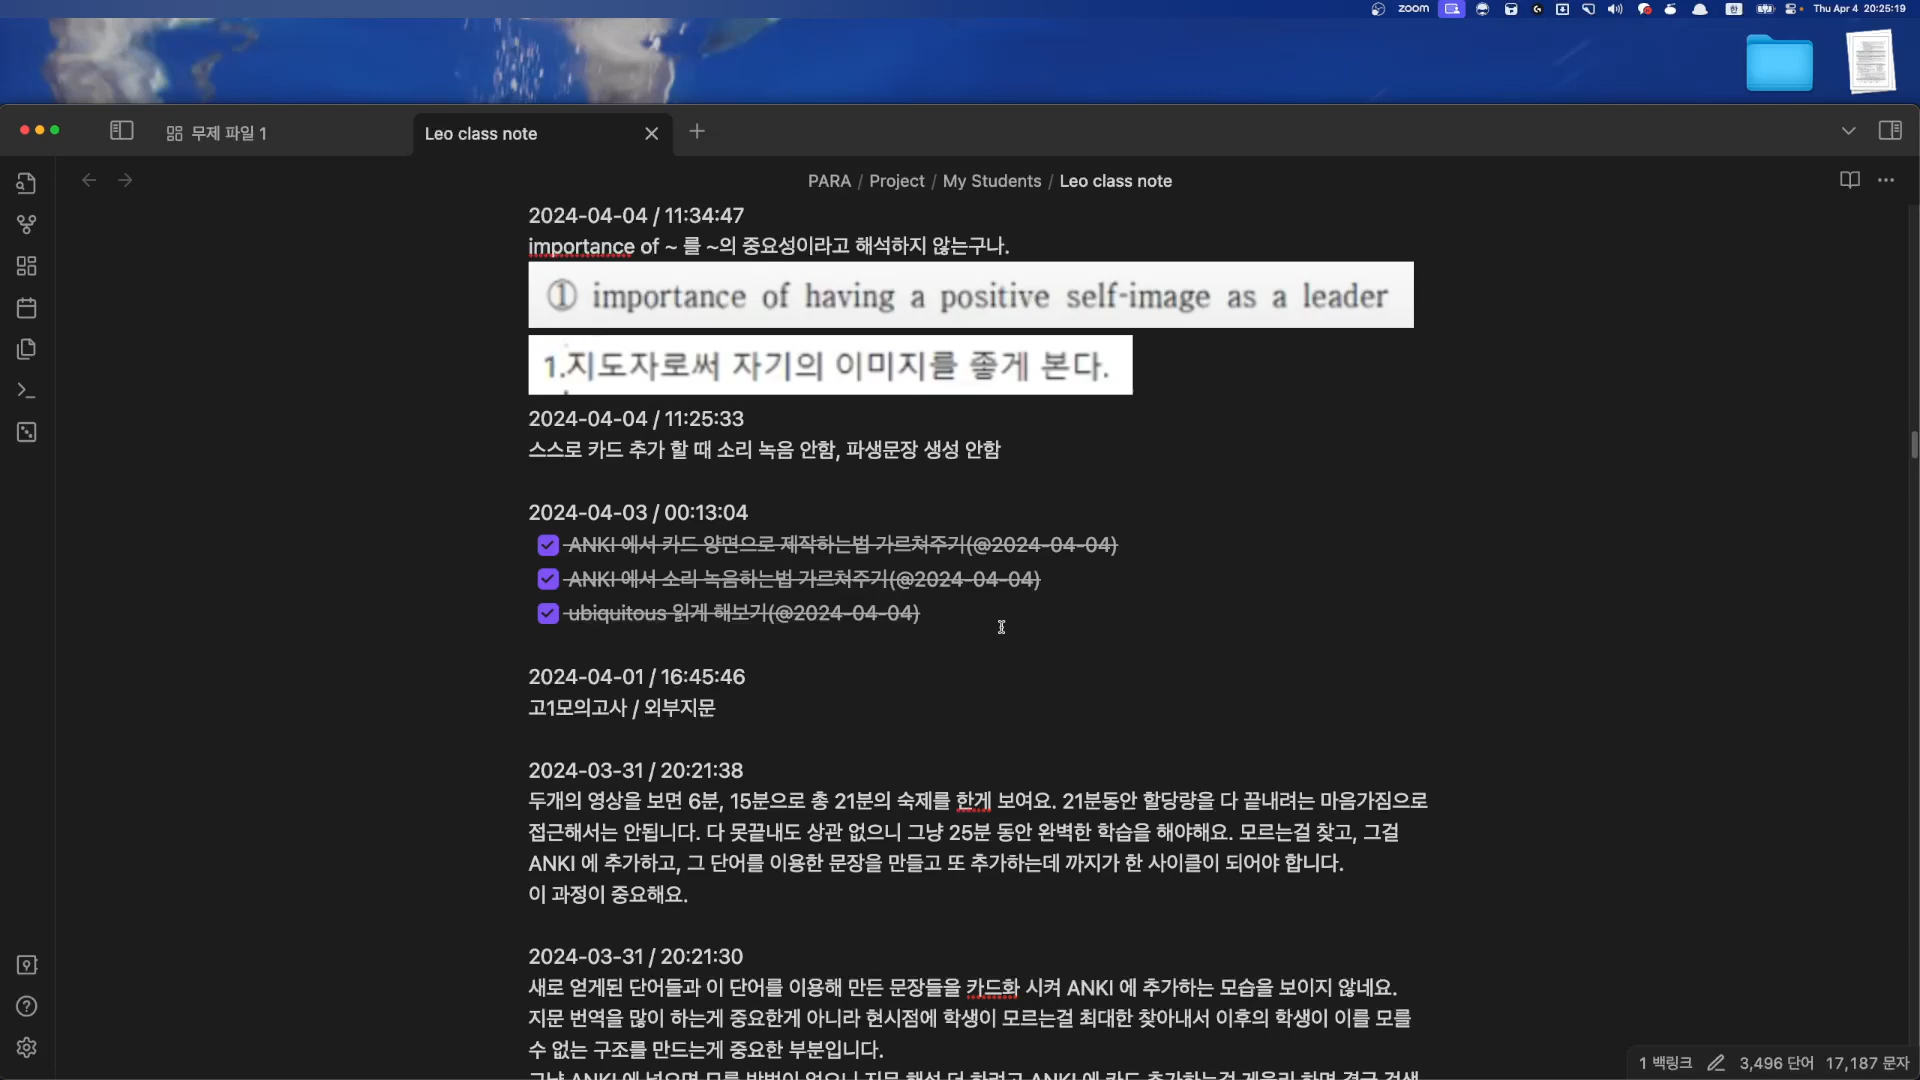 zoom
한
Thu Apr 4 20:25:19
무제 파일 1
Leo class note
PARA / Project / My Students / Leo class note
2024-04-04 / 11:34:47
importance of ~ 를 ~의 중요성이라고 해석하지 않는구나.
① importance of having a positive self-image as a leader
1.지도자로써 자기의 이미지를 좋게 본다.
2024-04-04 / 11:25:33
스스로 카드 추가 할 때 소리 녹음 안함, 파생문장 생성 안함
2024-04-03 / 00:13:04
ANKI 에서 카드 양면으로 제작하는법 가르쳐주기(@2024-04-04)
ANKI 에서 소리 녹음하는법 가르쳐주기(@2024-04-04)
ubiquitous 읽게 해보기(@2024-04-04)
2024-04-01 / 16:45:46
고1모의고사 / 외부지문
2024-03-31 / 20:21:38
두개의 영상을 보면 6분, 15분으로 총 21분의 숙제를 한게 보여요. 21분동안 할당량을 다 끝내려는 마음가짐으로
접근해서는 안됩니다. 다 못끝내도 상관 없으니 그냥 25분 동안 완벽한 학습을 해야해요. 모르는걸 찾고, 그걸
ANKI 에 추가하고, 그 단어를 이용한 문장을 만들고 또 추가하는데 까지가 한 사이클이 되어야 합니다.
이 과정이 중요해요.
2024-03-31 / 20:21:30
새로 얻게된 단어들과 이 단어를 이용해 만든 문장들을 카드화 시켜 ANKI 에 추가하는 모습을 보이지 않네요.
지문 번역을 많이 하는게 중요한게 아니라 현시점에 학생이 모르는걸 최대한 찾아내서 이후의 학생이 이를 모를
수 없는 구조를 만드는게 중요한 부분입니다.
1 백링크 3,496 단어 17,187 문자